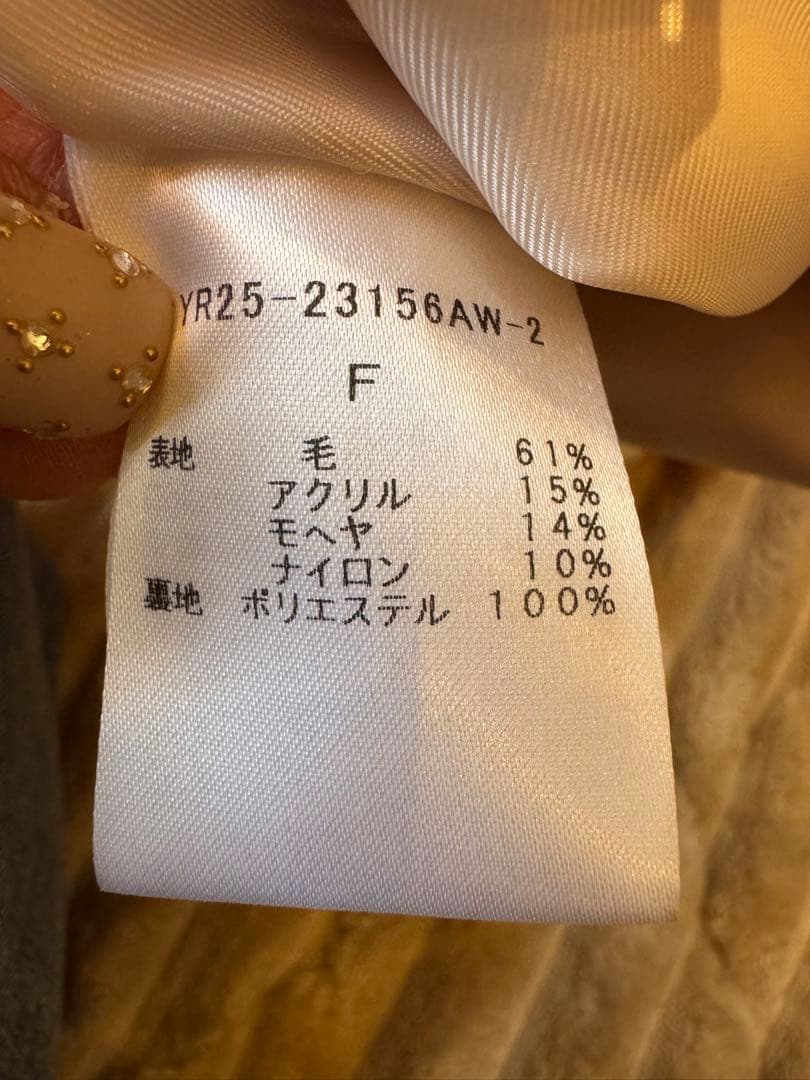 YR25-23156AW-2
F
表地 毛 61%
アクリル 15%
モヘヤ 14%
ナイロン 10%
裏地 ポリエステル 100%